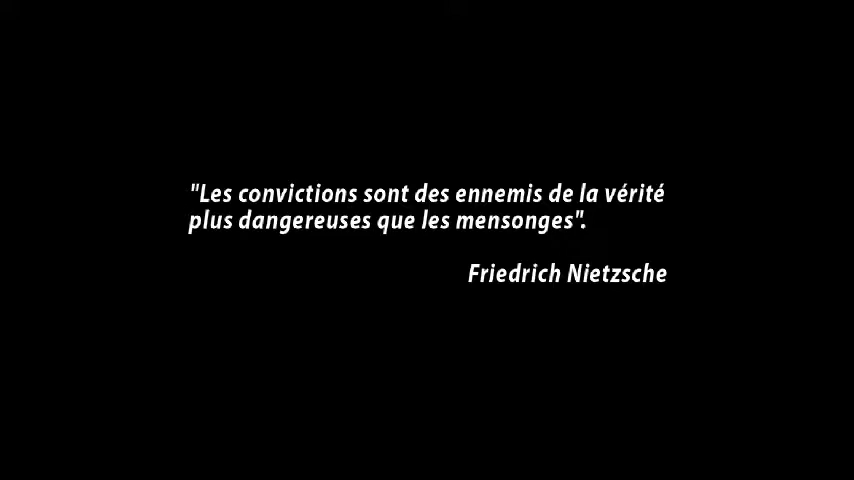 "Les convictions sont des ennemis de la vérité
plus dangereuses que les mensonges".
Friedrich Nietzsche